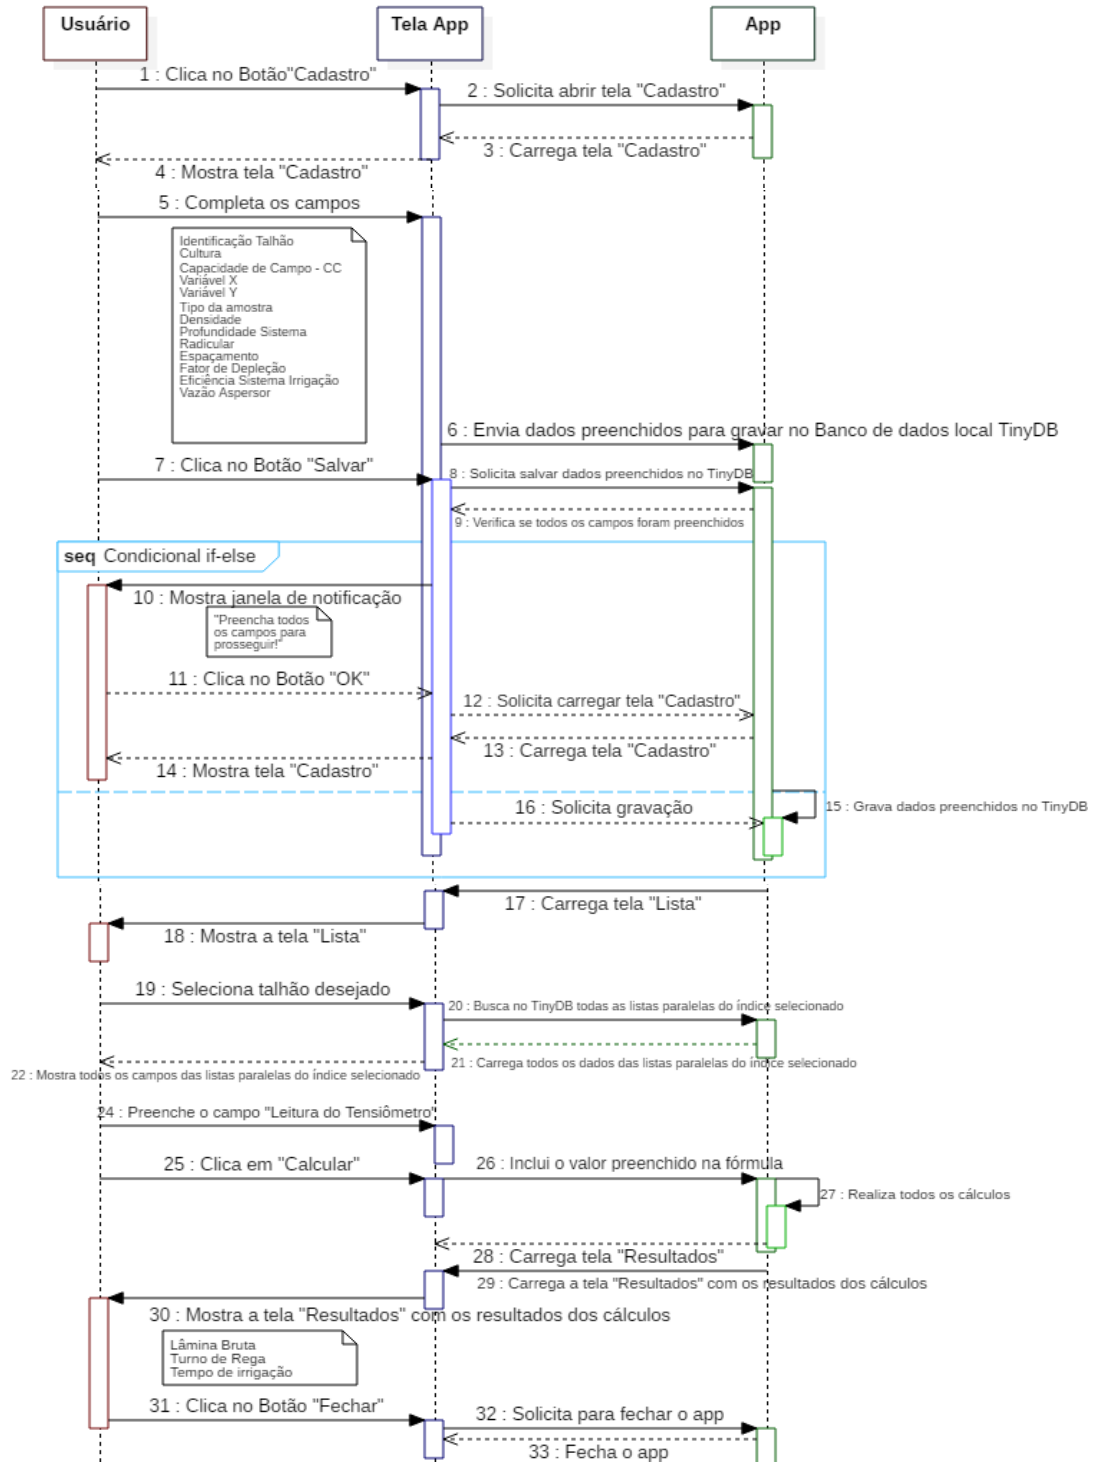 Usuário
Tela App
App
1 : Clica no Botão"Cadastro"
2 : Solicita abrir tela "Cadastro"
3 : Carrega tela "Cadastro"
4 : Mostra tela "Cadastro"
5 : Completa os campos
Identificação Talhão
Cultura
Capacidade de Campo - CC
Variável X
Variável Y
Tipo da amostra
Densidade
Profundidade Sistema
Radicular
Espaçamento
Fator de Depleção
Eficiência Sistema Irrigação
Vazão Aspersor
6 : Envia dados preenchidos para gravar no Banco de dados local TinyDB
7 : Clica no Botão "Salvar"
8 : Solicita salvar dados preenchidos no TinyDB
9 : Verifica se todos os campos foram preenchidos
seq Condicional if-else
10 : Mostra janela de notificação
"Preencha todos
os campos para
prosseguir!"
11 : Clica no Botão "OK"
12 : Solicita carregar tela "Cadastro"
13 : Carrega tela "Cadastro"
14 : Mostra tela "Cadastro"
15 : Grava dados preenchidos no TinyDB
16 : Solicita gravação
17 : Carrega tela "Lista"
18 : Mostra a tela "Lista"
19 : Seleciona talhão desejado
20 : Busca no TinyDB todas as listas paralelas do índice selecionado
21 : Carrega todos os dados das listas paralelas do índice selecionado
22 : Mostra todos os campos das listas paralelas do índice selecionado
24 : Preenche o campo "Leitura do Tensiômetro"
25 : Clica em "Calcular"
26 : Inclui o valor preenchido na fórmula
27 : Realiza todos os cálculos
28 : Carrega tela "Resultados"
29 : Carrega a tela "Resultados" com os resultados dos cálculos
30 : Mostra a tela "Resultados" com os resultados dos cálculos
Lâmina Bruta
Turno de Rega
Tempo de irrigação
31 : Clica no Botão "Fechar"
32 : Solicita para fechar o app
33 : Fecha o app